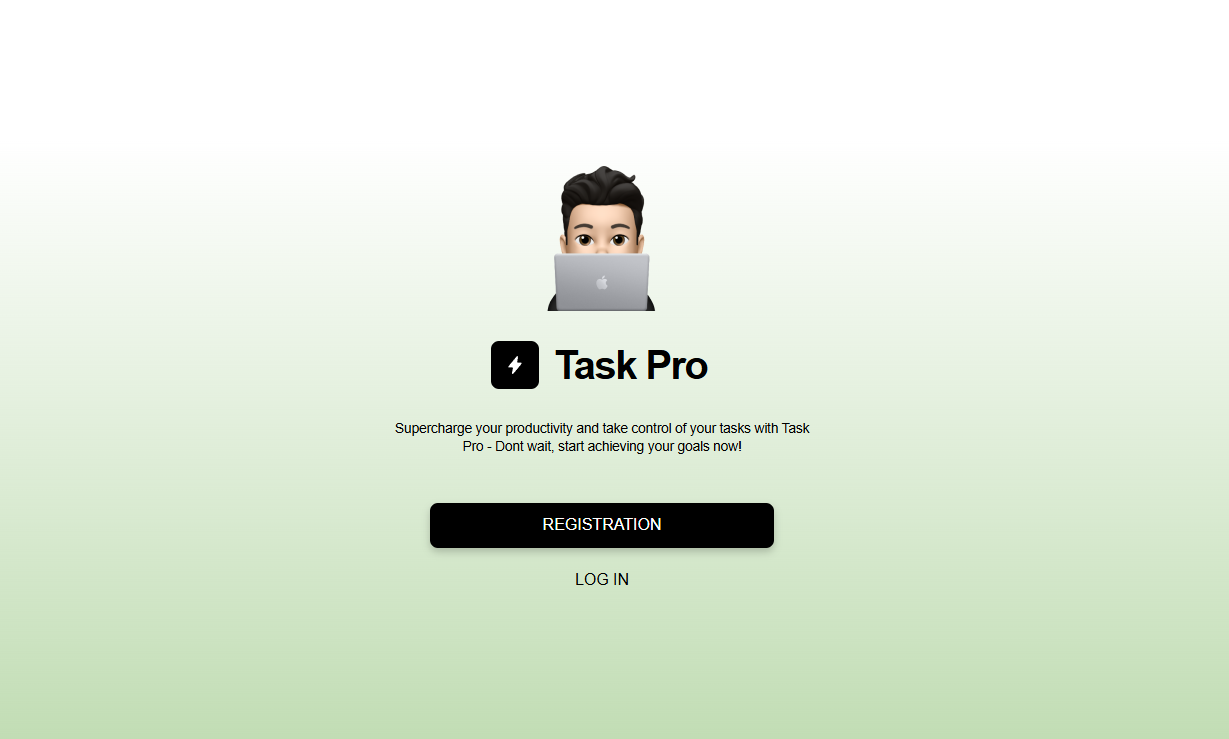 Task Pro
Supercharge your productivity and take control of your tasks with Task
Pro - Dont wait, start achieving your goals now!
REGISTRATION
LOG IN